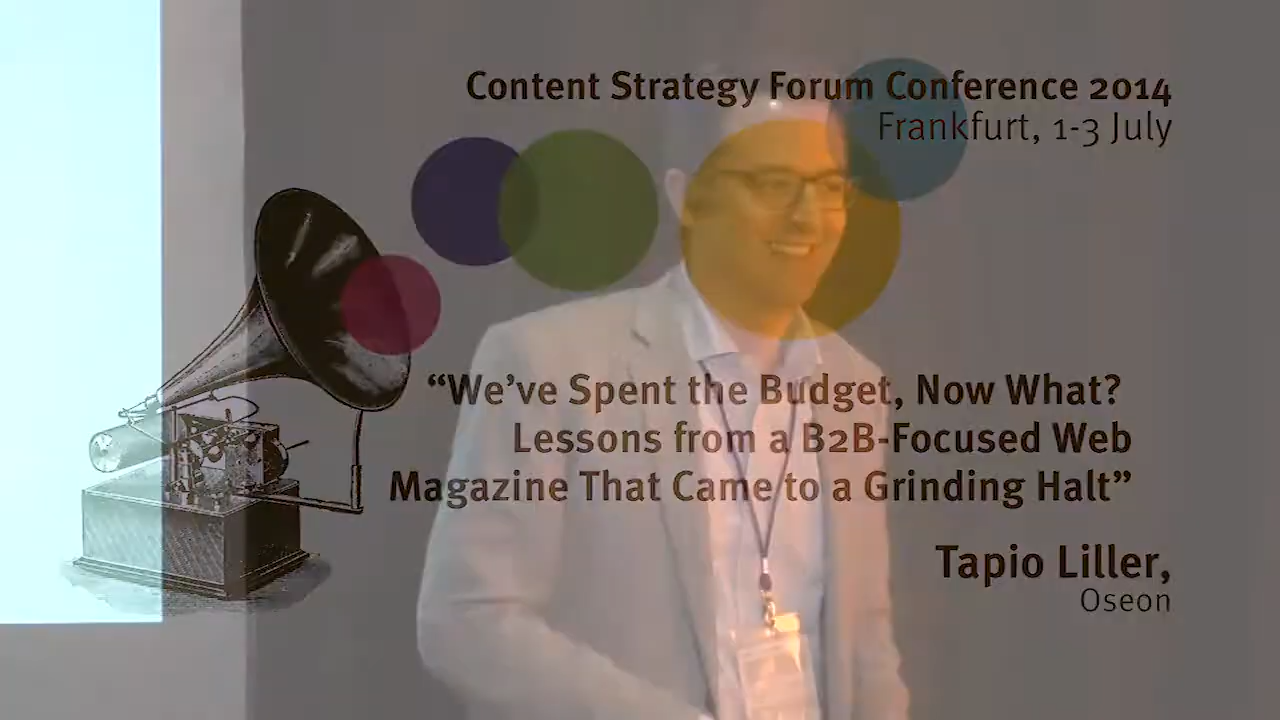 Content Strategy Forum Conference 2014
Frankfurt, 1-3 July
“We’ve Spent the Budget, Now What?
Lessons from a B2B-Focused Web
Magazine That Came to a Grinding Halt”
Tapio Liller,
Oseon